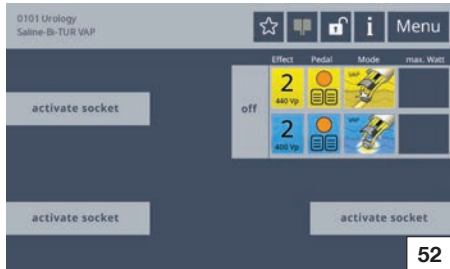 0101 Urology
Saline-Bi-TUR VAP
i Menu
Effect Pedal Mode max. Watt
2
440 Vp
VAP
activate socket
off
2
400 Vp
VAP
activate socket
activate socket
52